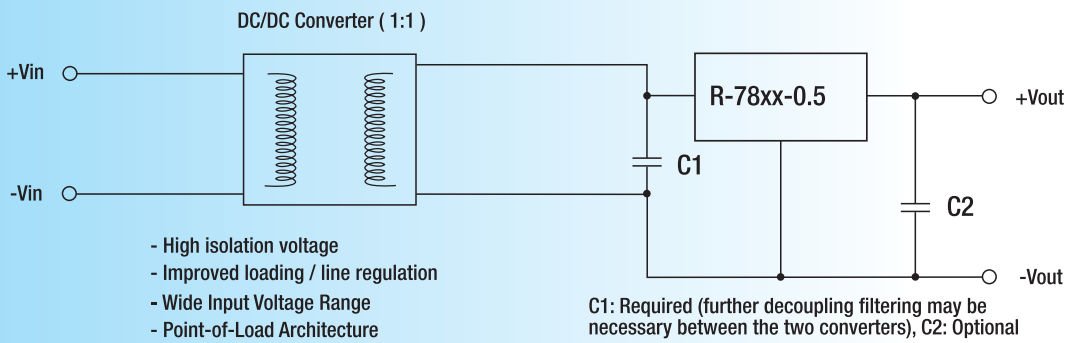 DC/DC Converter ( 1:1 )
+Vin
-Vin
R-78xx-0.5
C1
C2
+Vout
-Vout
- High isolation voltage
- Improved loading / line regulation
- Wide Input Voltage Range
- Point-of-Load Architecture
C1: Required (further decoupling filtering may be
necessary between the two converters), C2: Optional